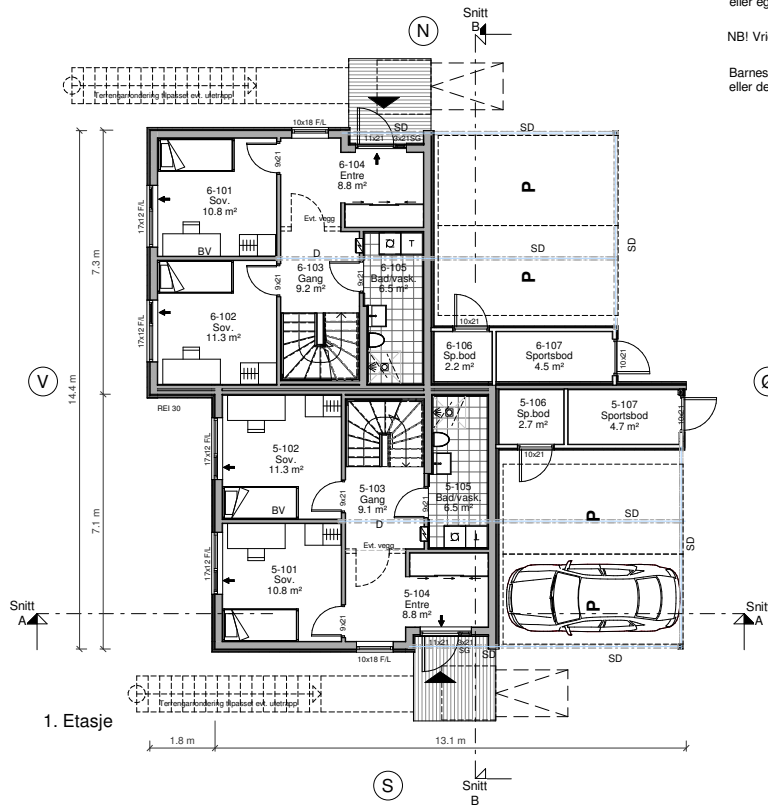 eller eg
NB! Vri
Barnes
eller de
Snitt
B
N
Terrengarrondering tilpasset evt. utetrapp
10x18 F/L
SD
SD
11x21
3x21SG
6-104
Entre
8.8 m²
9x21
6-101
Sov.
10.8 m²
17x12 F/L
P
Evt. vegg
T
BV
D
SD
SD
7.3 m
6-103
Gang
9.2 m²
6-105
Bad/vask.
6.5 m²
9x21
9x21
P
6-102
Sov.
11.3 m²
17x12 F/L
10x21
6-106
Sp.bod
2.2 m²
6-107
Sportsbod
4.5 m²
10x21
V
14.4 m
Ø
REI 30
5-106
Sp.bod
2.7 m²
5-107
Sportsbod
4.7 m²
10x21
5-102
Sov.
11.3 m²
17x12 F/L
10x21
5-103
Gang
9.1 m²
9x21
9x21
5-105
Bad/vask.
6.5 m²
BV
D
P
SD
SD
7.1 m
Evt. vegg
T
5-101
Sov.
10.8 m²
17x12 F/L
5-104
Entre
8.8 m²
9x21
P
Snitt
A
Snitt
A
10x18 F/L
11x21
3x21
SG
SD
SD
Terrengarrondering tilpasset evt. utetrapp
1. Etasje
1.8 m
13.1 m
S
Snitt
B